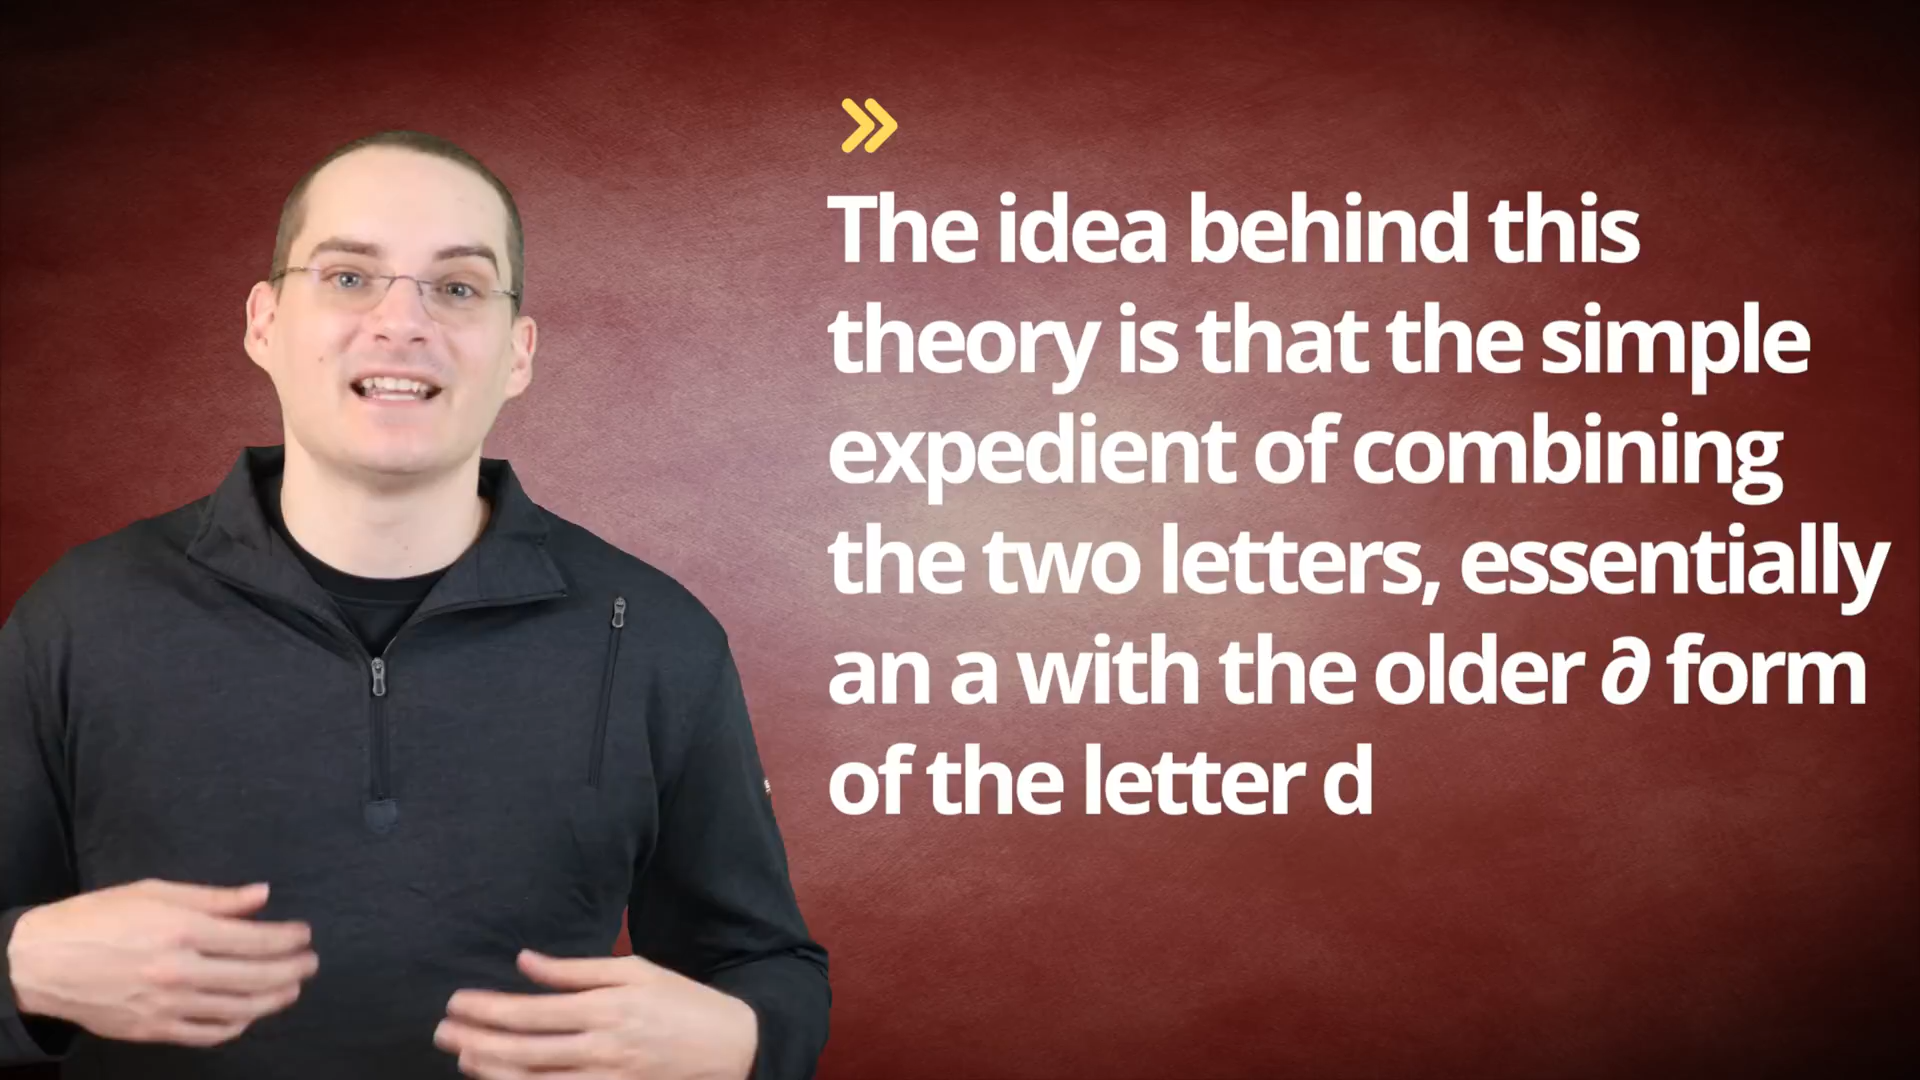 The idea behind this
theory is that the simple
expedient of combining
the two letters, essentially
an a with the older ∂ form
of the letter d